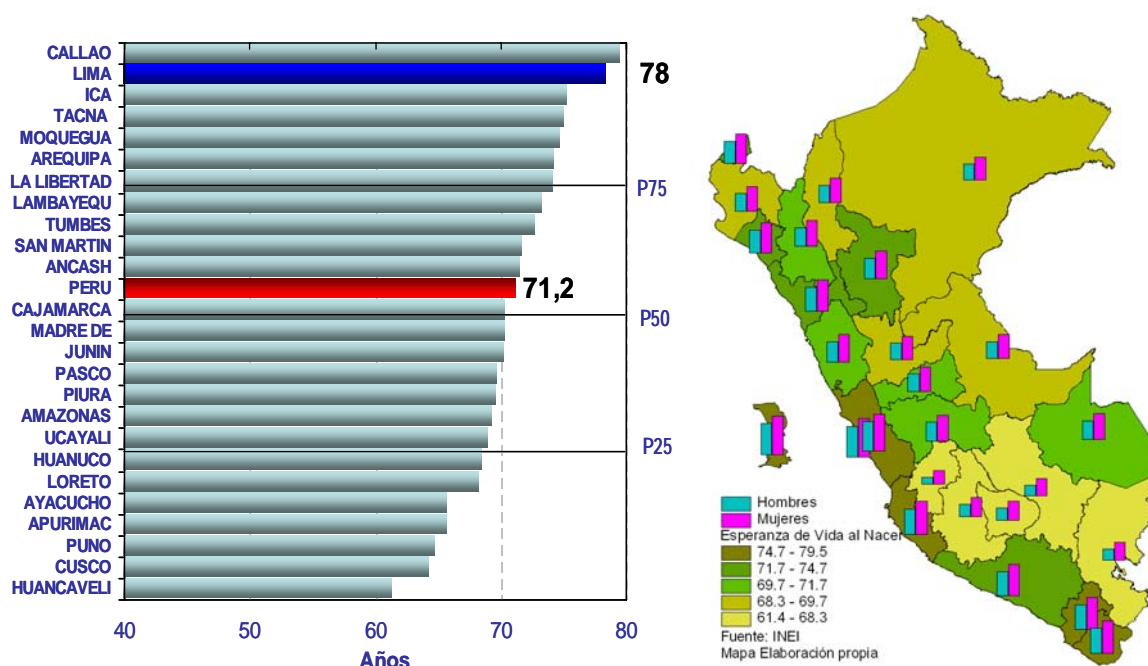 CALLAO
LIMA
78
ICA
TACNA
MOQUEGUA
AREQUIPA
LA LIBERTAD
P75
LAMBAYEQU
TUMBES
SAN MARTIN
ANCASH
PERU
71,2
CAJAMARCA
P50
MADRE DE
JUNIN
PASCO
PIURA
AMAZONAS
UCAYALI
P25
HUANUCO
LORETO
AYACUCHO
APURIMAC
PUNO
CUSCO
HUANCAVELI
40 50 60 70 80
Años
Hombres
Mujeres
Esperanza de Vida al Nacer
74.7 - 79.5
71.7 - 74.7
69.7 - 71.7
68.3 - 69.7
61.4 - 68.3
Fuente: INEI
Mapa Elaboración propia